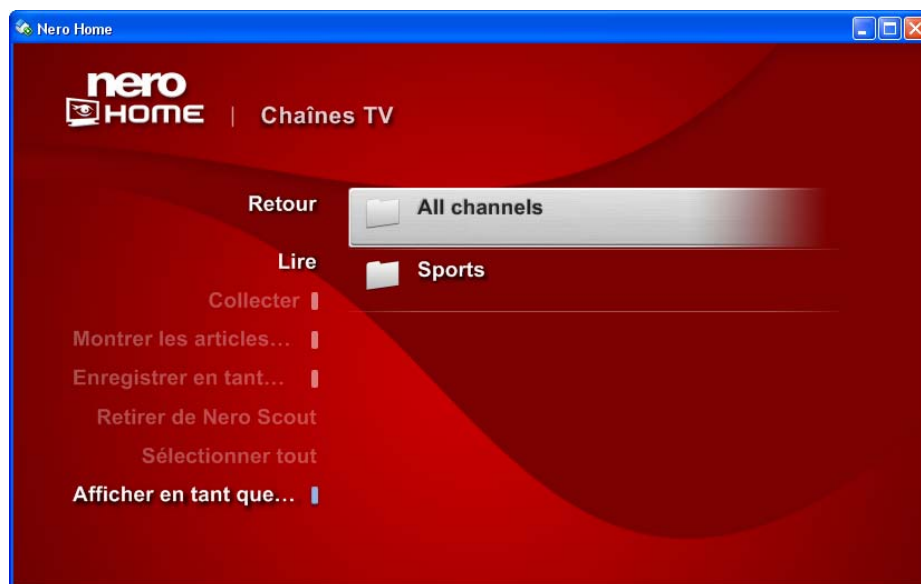 Nero Home
nero
HOME | Chaînes TV
Retour
All channels
Lire
Sports
Collecter
Montrer les articles...
Enregistrer en tant...
Retirer de Nero Scout
Sélectionner tout
Afficher en tant que...